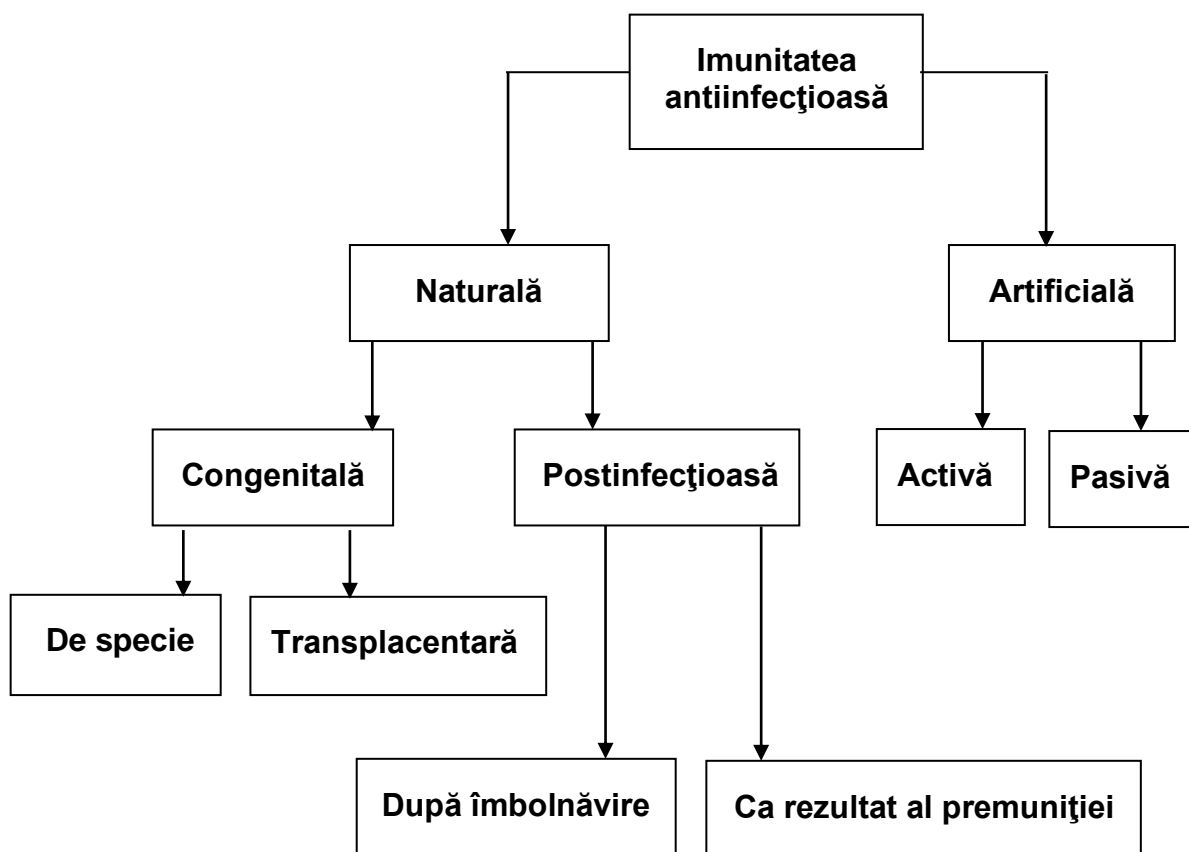 Imunitatea
antiinfecţioasă
Naturală
Artificială
Congenitală
Postinfecţioasă
Activă
Pasivă
De specie
Transplacentară
După îmbolnăvire
Ca rezultat al premuniţiei